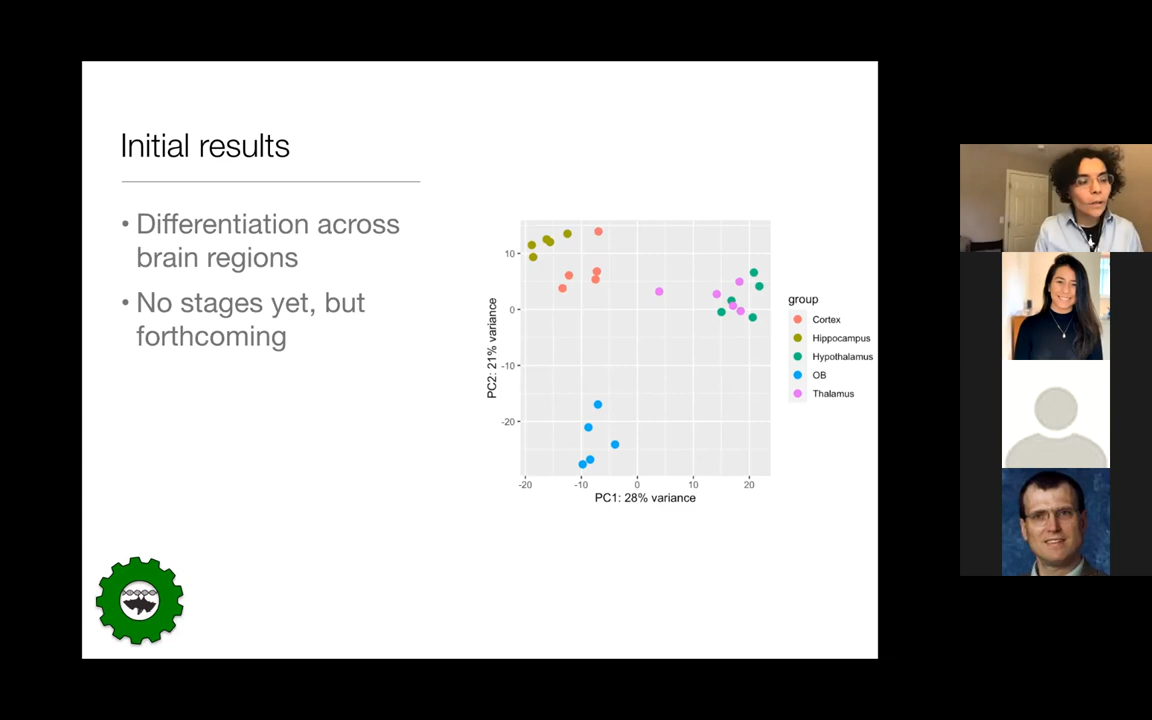 Initial results
• Differentiation across
brain regions
• No stages yet, but
forthcoming
10
0
-10
-20
PC2: 21% variance
-20
-10
0
10
20
PC1: 28% variance
group
Cortex
Hippocampus
Hypothalamus
OB
Thalamus